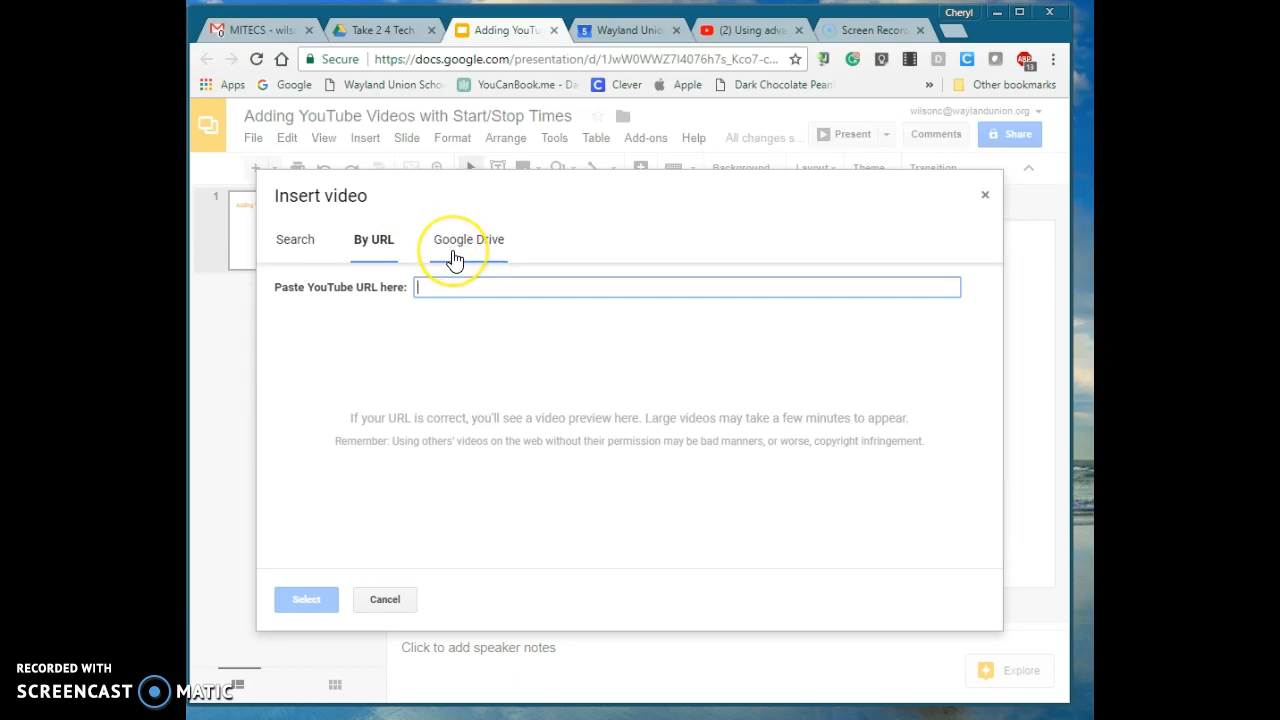 Cheryl
MITECS - wils
Take 2 4 Tech
Adding YouTu
Wayland Unio
(2) Using adva
Screen Record
Secure https://docs.google.com/presentation/d/1JwW0WWZ7I4076h7s_Kco7-c...
13
Apps Google Wayland Union Scho YouCanBook.me - Da Clever Apple Dark Chocolate Pean » Other bookmarks
Adding YouTube Videos with Start/Stop Times
wilsonc@waylandunion.org
File Edit View Insert Slide Format Arrange Tools Table Add-ons Help All changes s...
Present Comments Share
Background Layout Theme Transition
1
Insert video
Search By URL Google Drive
Paste YouTube URL here:
If your URL is correct, you'll see a video preview here. Large videos may take a few minutes to appear.
Remember: Using others' videos on the web without their permission may be bad manners, or worse, copyright infringement.
Select Cancel
Click to add speaker notes
Explore
RECORDED WITH
SCREENCAST MATIC